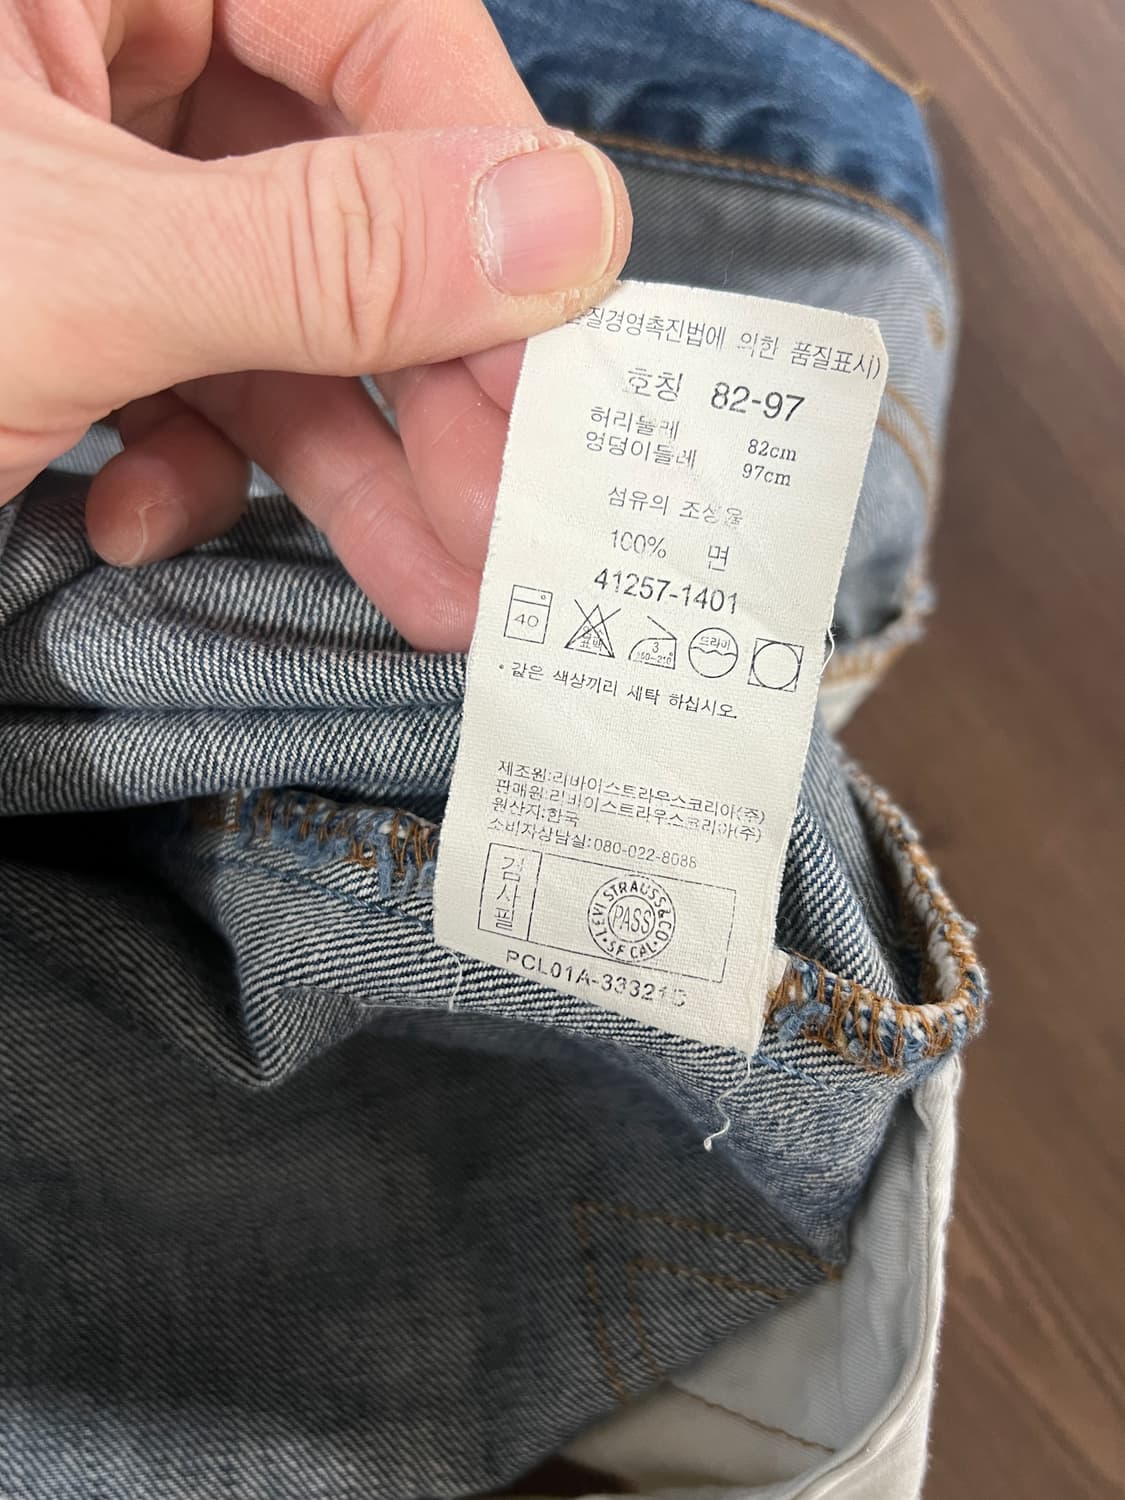 질경영촉진법에 의한 품질표시)
호칭 82-97
허리둘레 82cm
엉덩이둘레 97cm
섬유의 조성율
100% 면
41257-1401
40
3
드라이
* 같은 색상끼리 세탁 하십시오.
제조원:리바이스트라우스코리아(주)
판매원:리바이스트라우스코리아(주)
원산지:한국
소비자상담실:080-022-8088
검사필
LEVI STRAUSS & CO.
PASS
S.F. CAL.